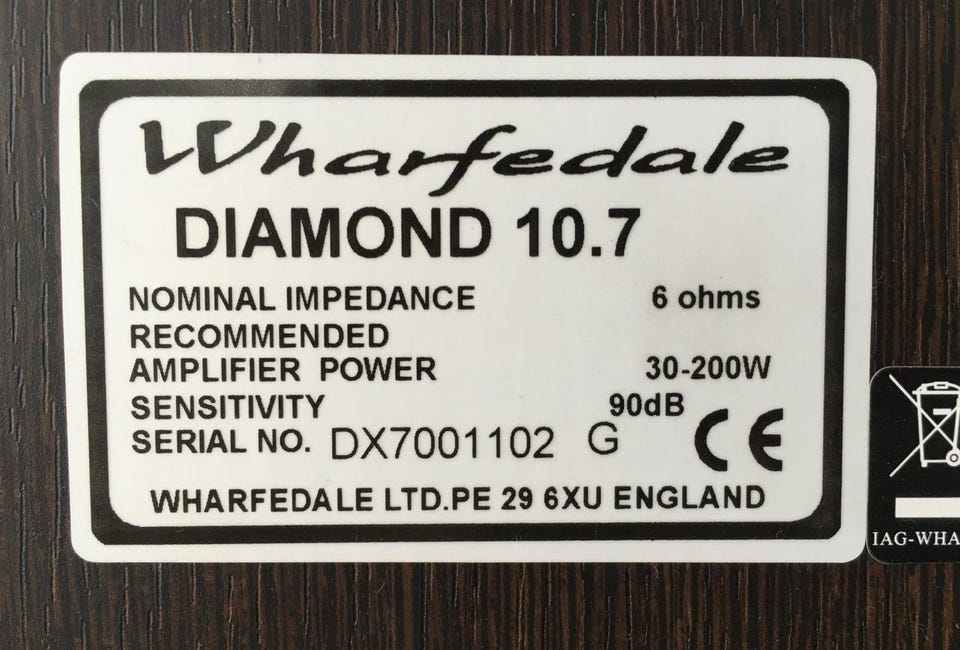 Wharfedale
DIAMOND 10.7
NOMINAL IMPEDANCE 6 ohms
RECOMMENDED
AMPLIFIER POWER 30-200W
SENSITIVITY 90dB
SERIAL NO. DX7001102 G CE
WHARFEDALE LTD.PE 29 6XU ENGLAND
IAG-WHA